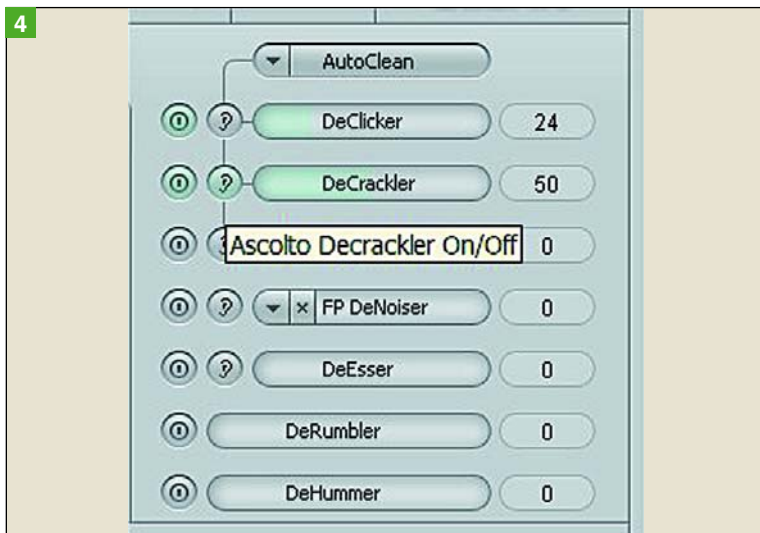 4
AutoClean
DeClicker 24
DeCrackler 50
Ascolto Decrackler On/Off 0
FP DeNoiser 0
DeEsser 0
DeRumbler 0
DeHummer 0